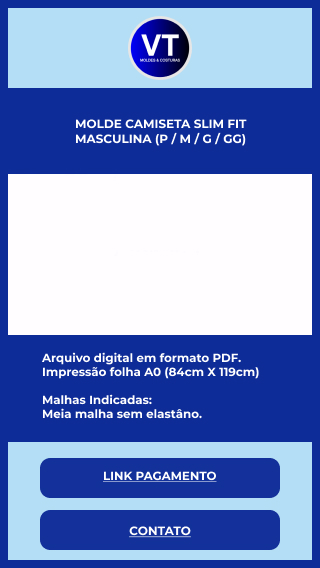 VT
MOLDES & COSTURAS
MOLDE CAMISETA SLIM FIT
MASCULINA (P / M / G / GG)
Arquivo digital em formato PDF.
Impressão folha A0 (84cm X 119cm)
Malhas Indicadas:
Meia malha sem elastâno.
LINK PAGAMENTO
CONTATO